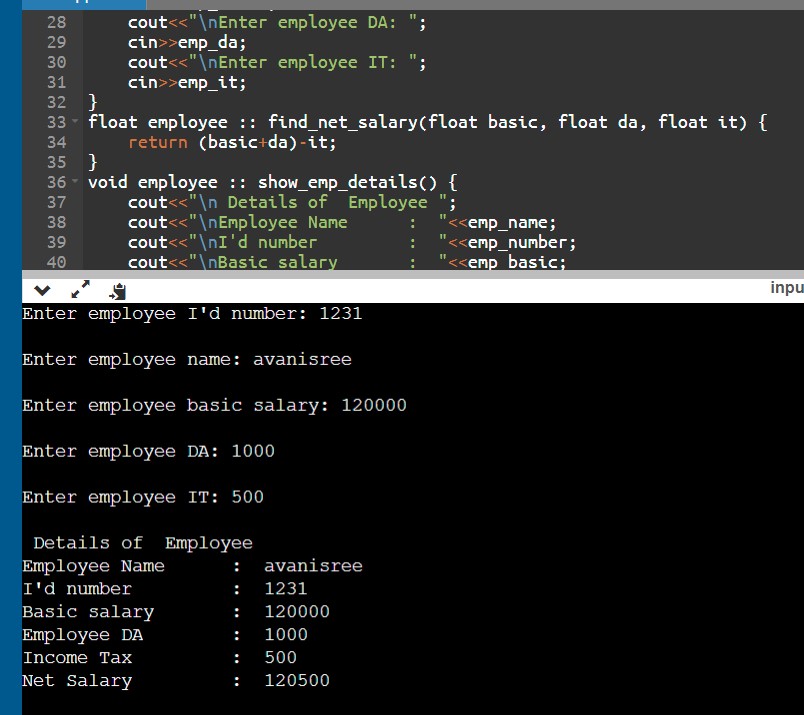 28 cout<<"\nEnter employee DA: ";
29 cin>>emp_da;
30 cout<<"\nEnter employee IT: ";
31 cin>>emp_it;
32 }
33 float employee :: find_net_salary(float basic, float da, float it) {
34 return (basic+da)-it;
35 }
36 void employee :: show_emp_details() {
37 cout<<"\n Details of  Employee ";
38 cout<<"\nEmployee Name      :  "<<emp_name;
39 cout<<"\nI'd number         :  "<<emp_number;
40 cout<<"\nBasic salary       :  "<<emp_basic;
inpu
Enter employee I'd number: 1231
Enter employee name: avanisree
Enter employee basic salary: 120000
Enter employee DA: 1000
Enter employee IT: 500
Details of  Employee
Employee Name      :  avanisree
I'd number         :  1231
Basic salary       :  120000
Employee DA        :  1000
Income Tax         :  500
Net Salary         :  120500